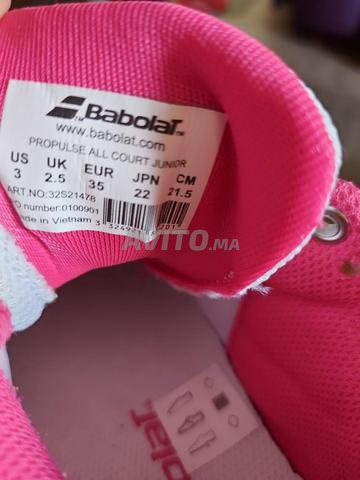 BabolaT
www.babolat.com
PROPULSE ALL COURT JUNIOR
US UK EUR JPN CM
3 2.5 35 22 21.5
ART.NO:32S21478
number:0100901
Made in Vietnam
AVITO.MA